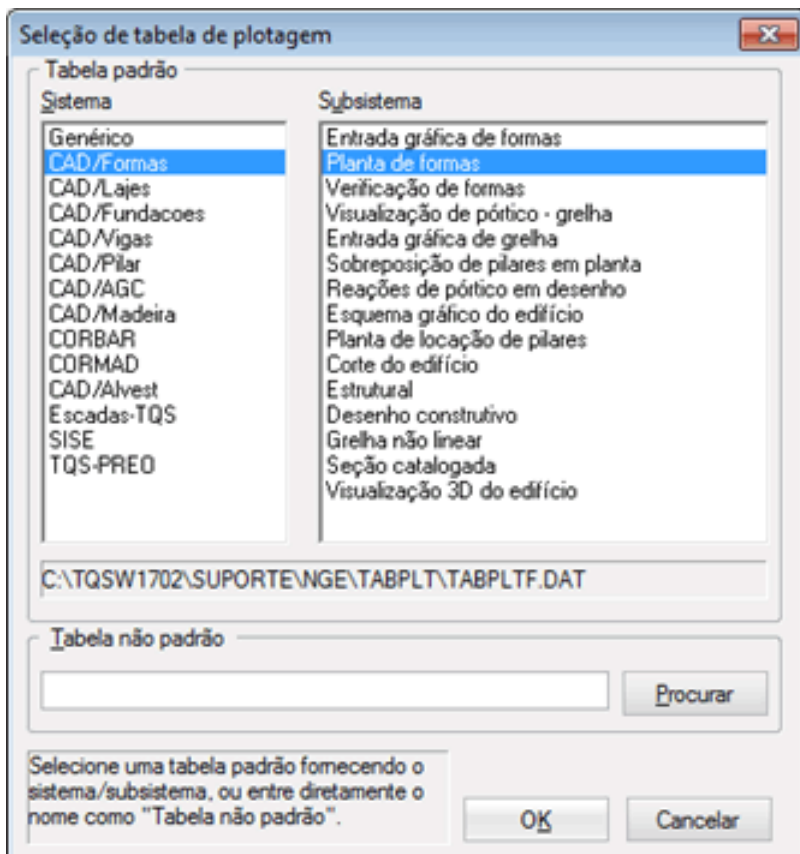 Seleção de tabela de plotagem
Tabela padrão
Sistema
Subsistema
Genérico
CAD/Formas
CAD/Lajes
CAD/Fundacoes
CAD/Vigas
CAD/Pilar
CAD/AGC
CAD/Madeira
CORBAR
CORMAD
CAD/Alvest
Escadas-TQS
SISE
TQS-PREO
Entrada gráfica de formas
Planta de formas
Verificação de formas
Visualização de pórtico - grelha
Entrada gráfica de grelha
Sobreposição de pilares em planta
Reações de pórtico em desenho
Esquema gráfico do edifício
Planta de locação de pilares
Corte do edifício
Estrutural
Desenho construtivo
Grelha não linear
Seção catalogada
Visualização 3D do edifício
C:\TQSW1702\SUPORTE\NGE\TABPLT\TABPLTF.DAT
Tabela não padrão
Procurar
Selecione uma tabela padrão fornecendo o
sistema/subsistema, ou entre diretamente o
nome como "Tabela não padrão".
OK
Cancelar